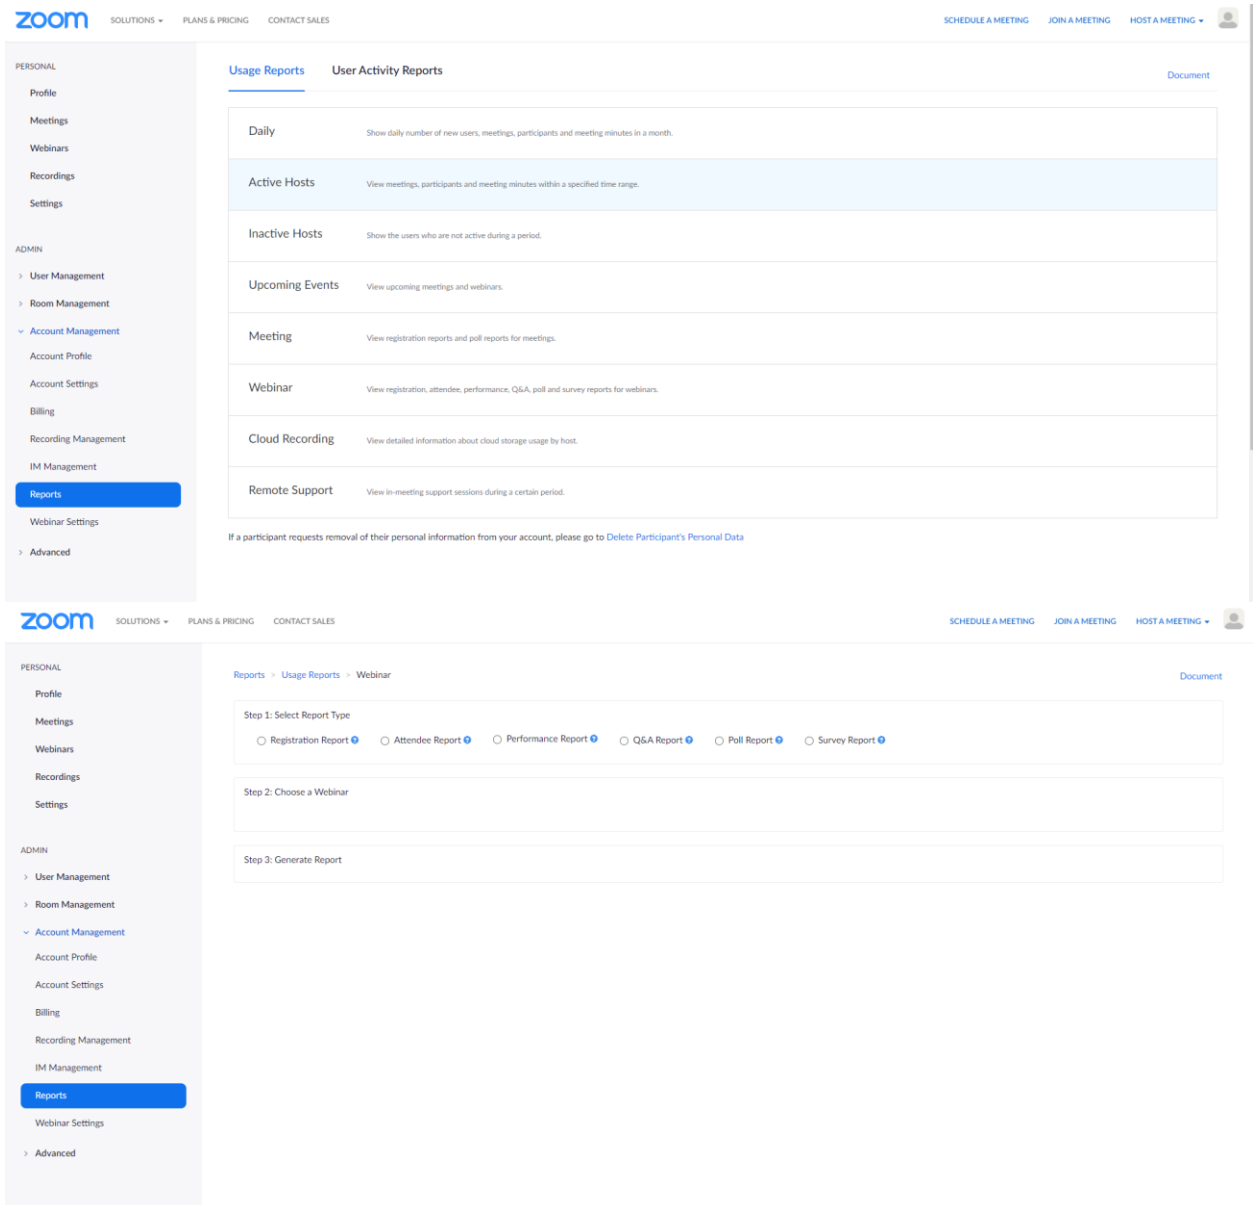 zoom SOLUTIONS PLANS & PRICING CONTACT SALES SCHEDULE A MEETING JOIN A MEETING HOST A MEETING
PERSONAL
Profile
Meetings
Webinars
Recordings
Settings
ADMIN
User Management
Room Management
Account Management
Account Profile
Account Settings
Billing
Recording Management
IM Management
Reports
Webinar Settings
Advanced
Usage Reports User Activity Reports Document
Daily Show daily number of new users, meetings, participants and meeting minutes in a month.
Active Hosts View meetings, participants and meeting minutes within a specified time range.
Inactive Hosts Show the users who are not active during a period.
Upcoming Events View upcoming meetings and webinars.
Meeting View registration reports and poll reports for meetings.
Webinar View registration, attendee, performance, Q&A, poll and survey reports for webinars.
Cloud Recording View detailed information about cloud storage usage by host.
Remote Support View in-meeting support sessions during a certain period.
If a participant requests removal of their personal information from your account, please go to Delete Participant's Personal Data
zoom SOLUTIONS PLANS & PRICING CONTACT SALES SCHEDULE A MEETING JOIN A MEETING HOST A MEETING
PERSONAL
Profile
Meetings
Webinars
Recordings
Settings
ADMIN
User Management
Room Management
Account Management
Account Profile
Account Settings
Billing
Recording Management
IM Management
Reports
Webinar Settings
Advanced
Reports > Usage Reports > Webinar Document
Step 1: Select Report Type
Registration Report ? Attendee Report ? Performance Report ? Q&A Report ? Poll Report ? Survey Report ?
Step 2: Choose a Webinar
Step 3: Generate Report